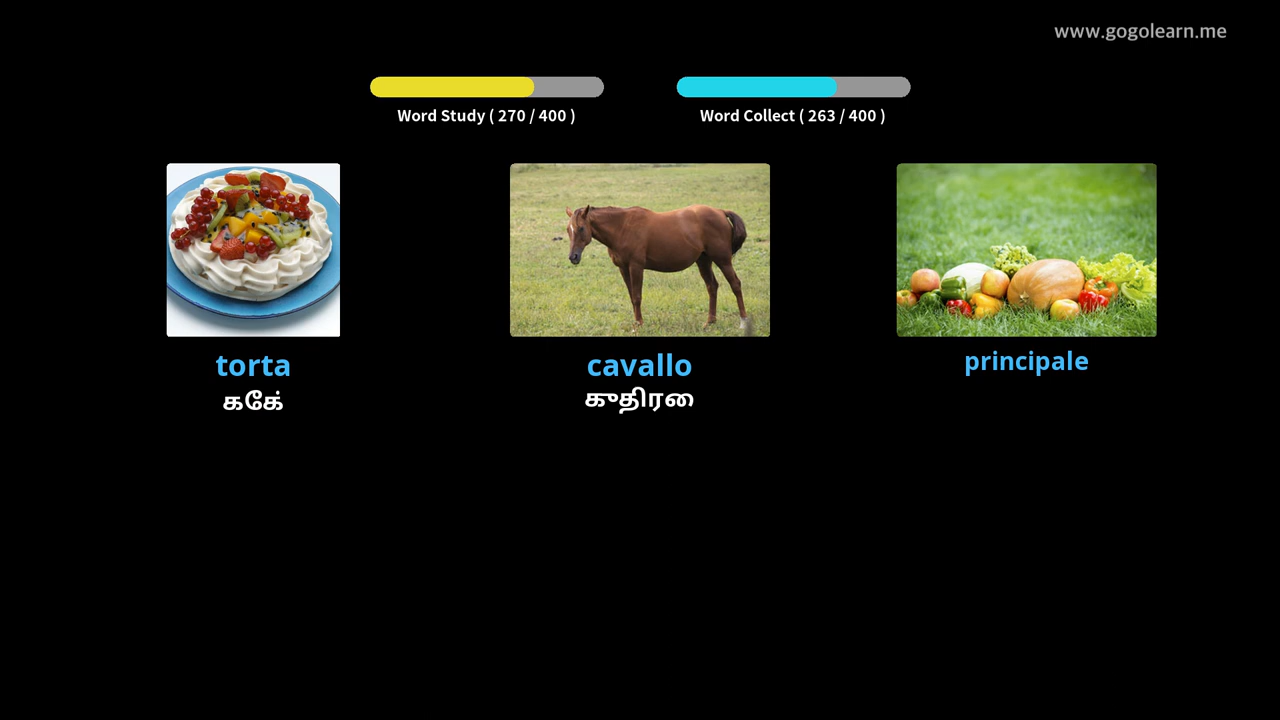 www.gogolearn.me
Word Study ( 270 / 400 )
Word Collect ( 263 / 400 )
torta
கேக்
cavallo
குதிரை
principale